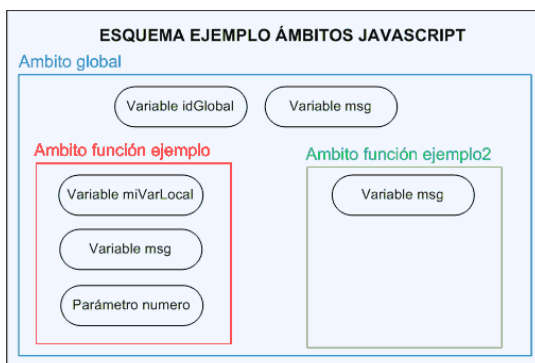 ESQUEMA EJEMPLO ÁMBITOS JAVASCRIPT
Ambito global
Variable idGlobal
Variable msg
Ambito función ejemplo
Variable miVarLocal
Variable msg
Parámetro numero
Ambito función ejemplo2
Variable msg